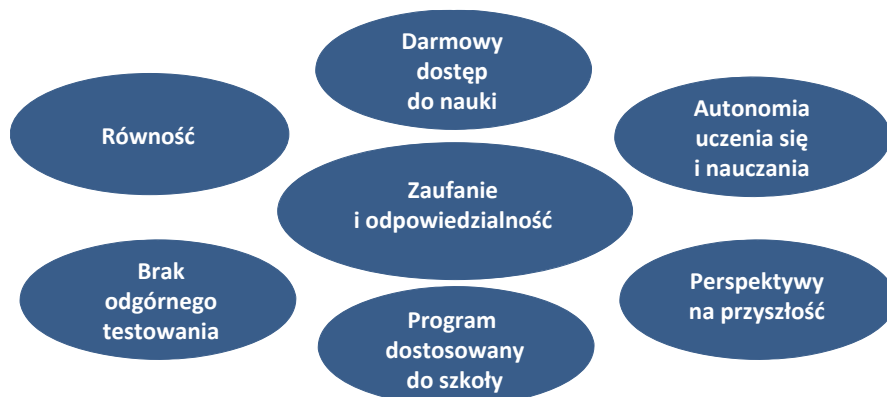 Darmowy
dostęp
do nauki
Równość
Autonomia
uczenia się
i nauczania
Zaufanie
i odpowiedzialność
Brak
odgórnego
testowania
Perspektywy
na przyszłość
Program
dostosowany
do szkoły